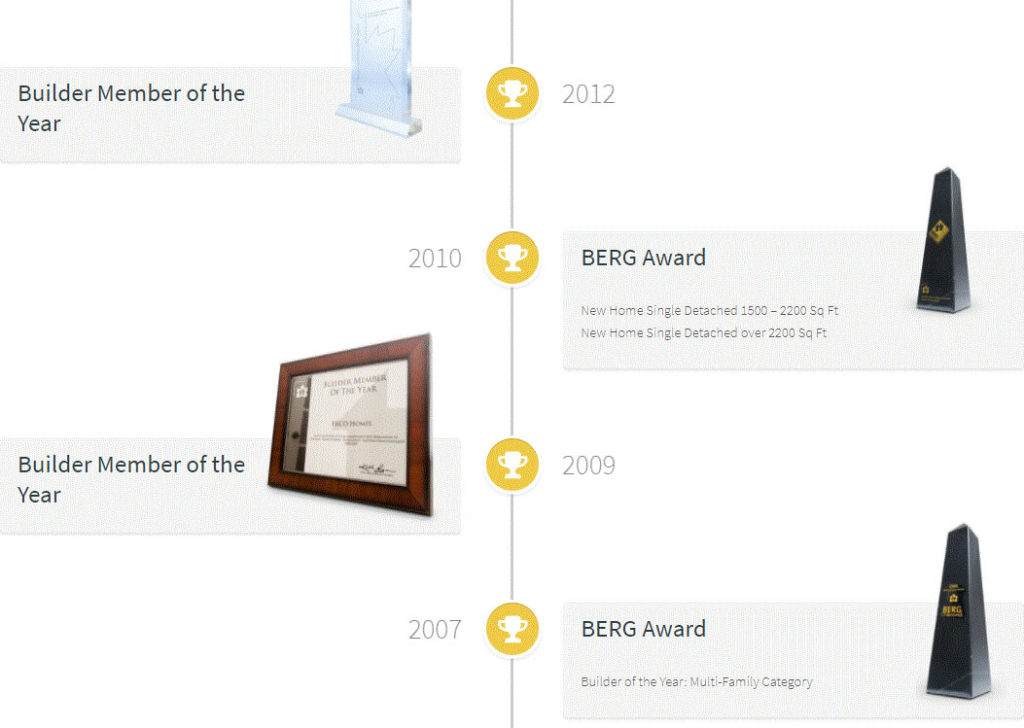 Builder Member of the
Year
2012
2010
BERG Award
New Home Single Detached 1500 – 2200 Sq Ft
New Home Single Detached over 2200 Sq Ft
Builder Member
Of The Year
Builder Member of the
Year
2009
2007
BERG Award
BERG
Builder of the Year: Multi-Family Category